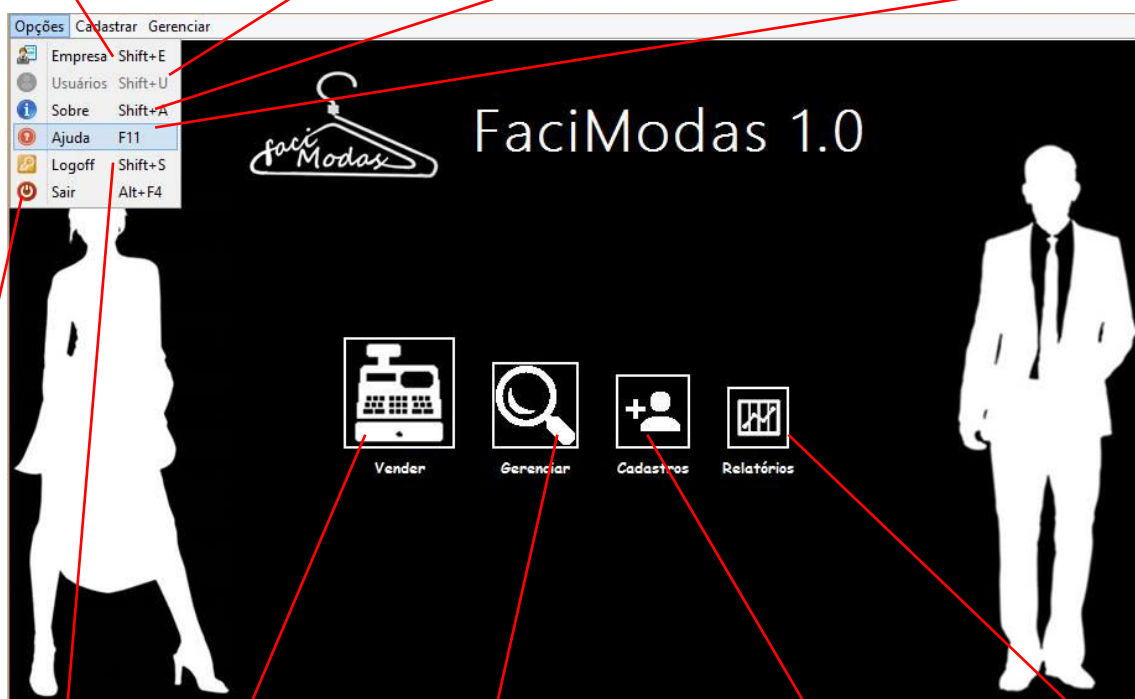 Opções Cadastrar Gerenciar
Empresa Shift+E
Usuários Shift+U
Sobre Shift+A
Ajuda F11
Logoff Shift+S
Sair Alt+F4
faci Modas
FaciModas 1.0
Vender Gerenciar Cadastros Relatórios